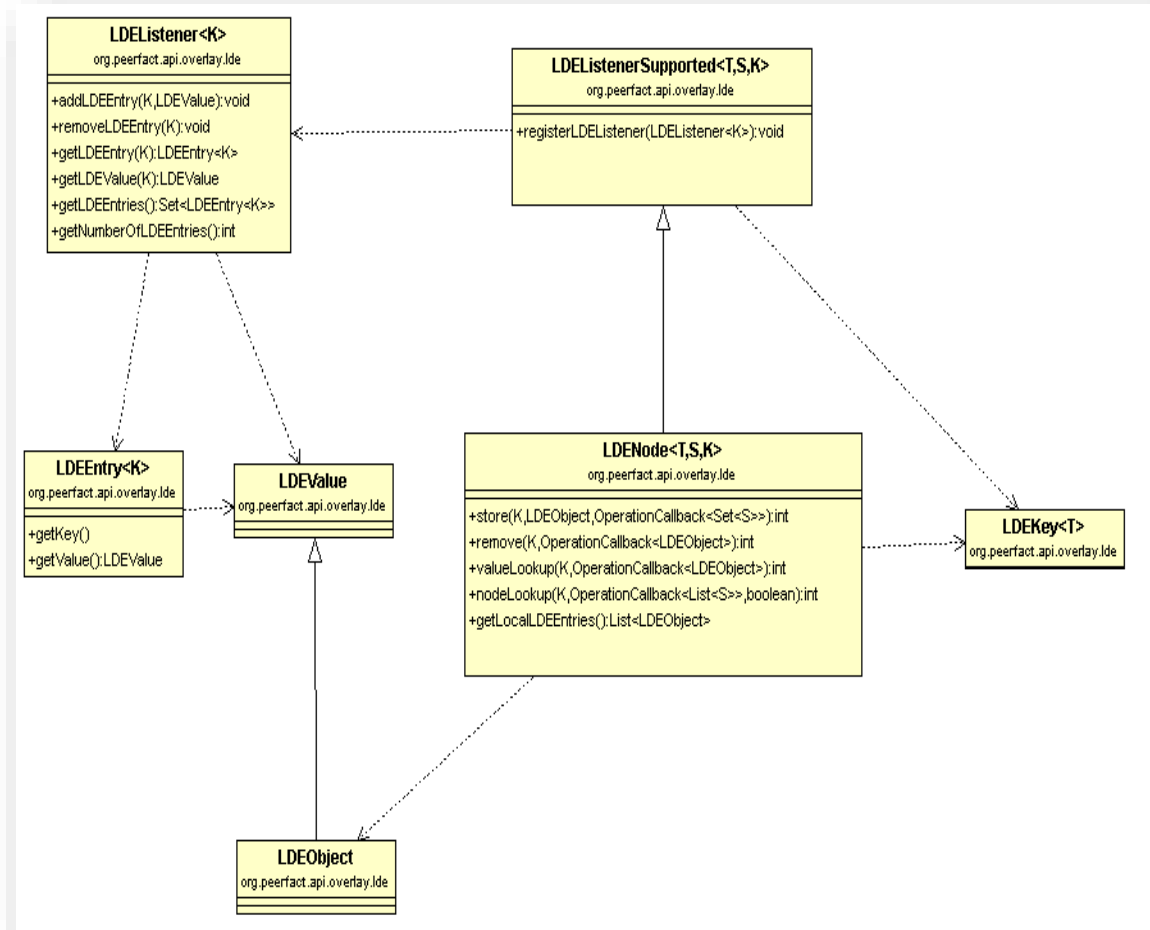 LDEListener<K>
org.peerfact.api.overlay.lde
+addLDEEntry(K,LDEValue):void
+removeLDEEntry(K):void
+getLDEEntry(K):LDEEntry<K>
+getLDEValue(K):LDEValue
+getLDEEntries():Set<LDEEntry<K>>
+getNumberOfLDEEntries():int
LDEListenerSupported<T,S,K>
org.peerfact.api.overlay.lde
+registerLDEListener(LDEListener<K>):void
LDEEntry<K>
org.peerfact.api.overlay.lde
+getKey()
+getValue():LDEValue
LDEValue
org.peerfact.api.overlay.lde
LDENode<T,S,K>
org.peerfact.api.overlay.lde
+store(K,LDEObject,OperationCallback<Set<S>>):int
+remove(K,OperationCallback<LDEObject>):int
+valueLookup(K,OperationCallback<LDEObject>):int
+nodeLookup(K,OperationCallback<List<S>>,boolean):int
+getLocalLDEEntries():List<LDEObject>
LDEKey<T>
org.peerfact.api.overlay.lde
LDEObject
org.peerfact.api.overlay.lde